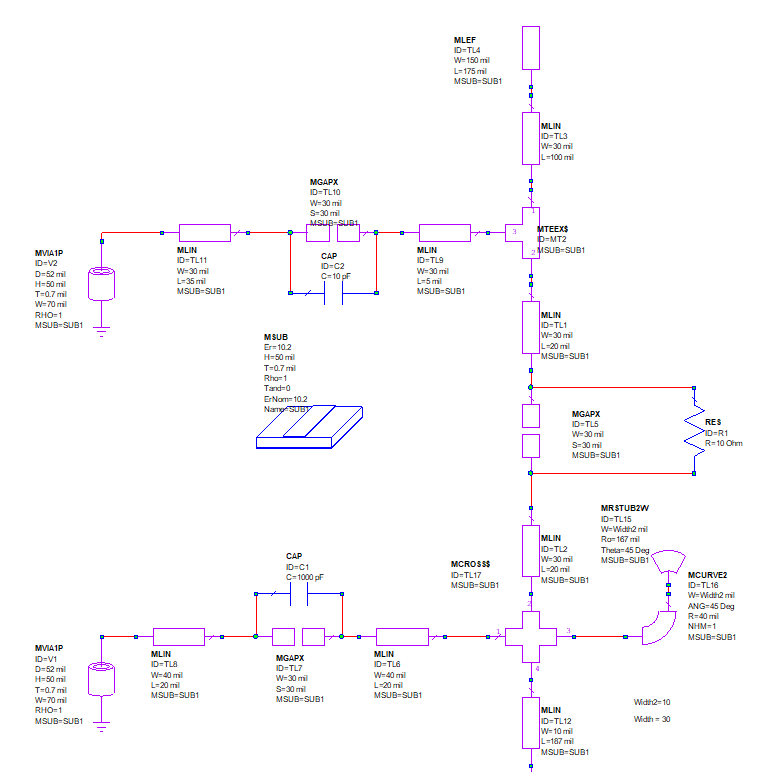 MLEF
ID=TL4
W=150 mil
L=175 mil
MSUB=SUB1
MLIN
ID=TL3
W=30 mil
L=100 mil
MGAPX
ID=TL10
W=30 mil
S=30 mil
MSUB=SUB1
1
3
2
MTEEX$
ID=MT2
MSUB=SUB1
MLIN
ID=TL11
W=30 mil
L=35 mil
MSUB=SUB1
CAP
ID=C2
C=10 pF
MLIN
ID=TL9
W=30 mil
L=5 mil
MSUB=SUB1
MVIA1P
ID=V2
D=52 mil
H=50 mil
T=0.7 mil
W=70 mil
RHO=1
MSUB=SUB1
MLIN
ID=TL1
W=30 mil
L=20 mil
MSUB=SUB1
MSUB
Er=10.2
H=50 mil
T=0.7 mil
Rho=1
Tand=0
ErNom=10.2
Name=SUB1
MGAPX
ID=TL5
W=30 mil
S=30 mil
MSUB=SUB1
RES
ID=R1
R=10 Ohm
MRSTUB2W
ID=TL15
W=Width2 mil
Ro=167 mil
Theta=45 Deg
MSUB=SUB1
MLIN
ID=TL2
W=30 mil
L=20 mil
MSUB=SUB1
MCROSS$
ID=TL17
MSUB=SUB1
MCURVE2
ID=TL16
W=Width2 mil
ANG=45 Deg
R=40 mil
NHM=1
MSUB=SUB1
CAP
ID=C1
C=1000 pF
2
1
3
4
MVIA1P
ID=V1
D=52 mil
H=50 mil
T=0.7 mil
W=70 mil
RHO=1
MSUB=SUB1
MLIN
ID=TL8
W=40 mil
L=20 mil
MSUB=SUB1
MGAPX
ID=TL7
W=30 mil
S=30 mil
MSUB=SUB1
MLIN
ID=TL6
W=40 mil
L=20 mil
MSUB=SUB1
MLIN
ID=TL12
W=10 mil
L=187 mil
MSUB=SUB1
Width2=10
Width = 30